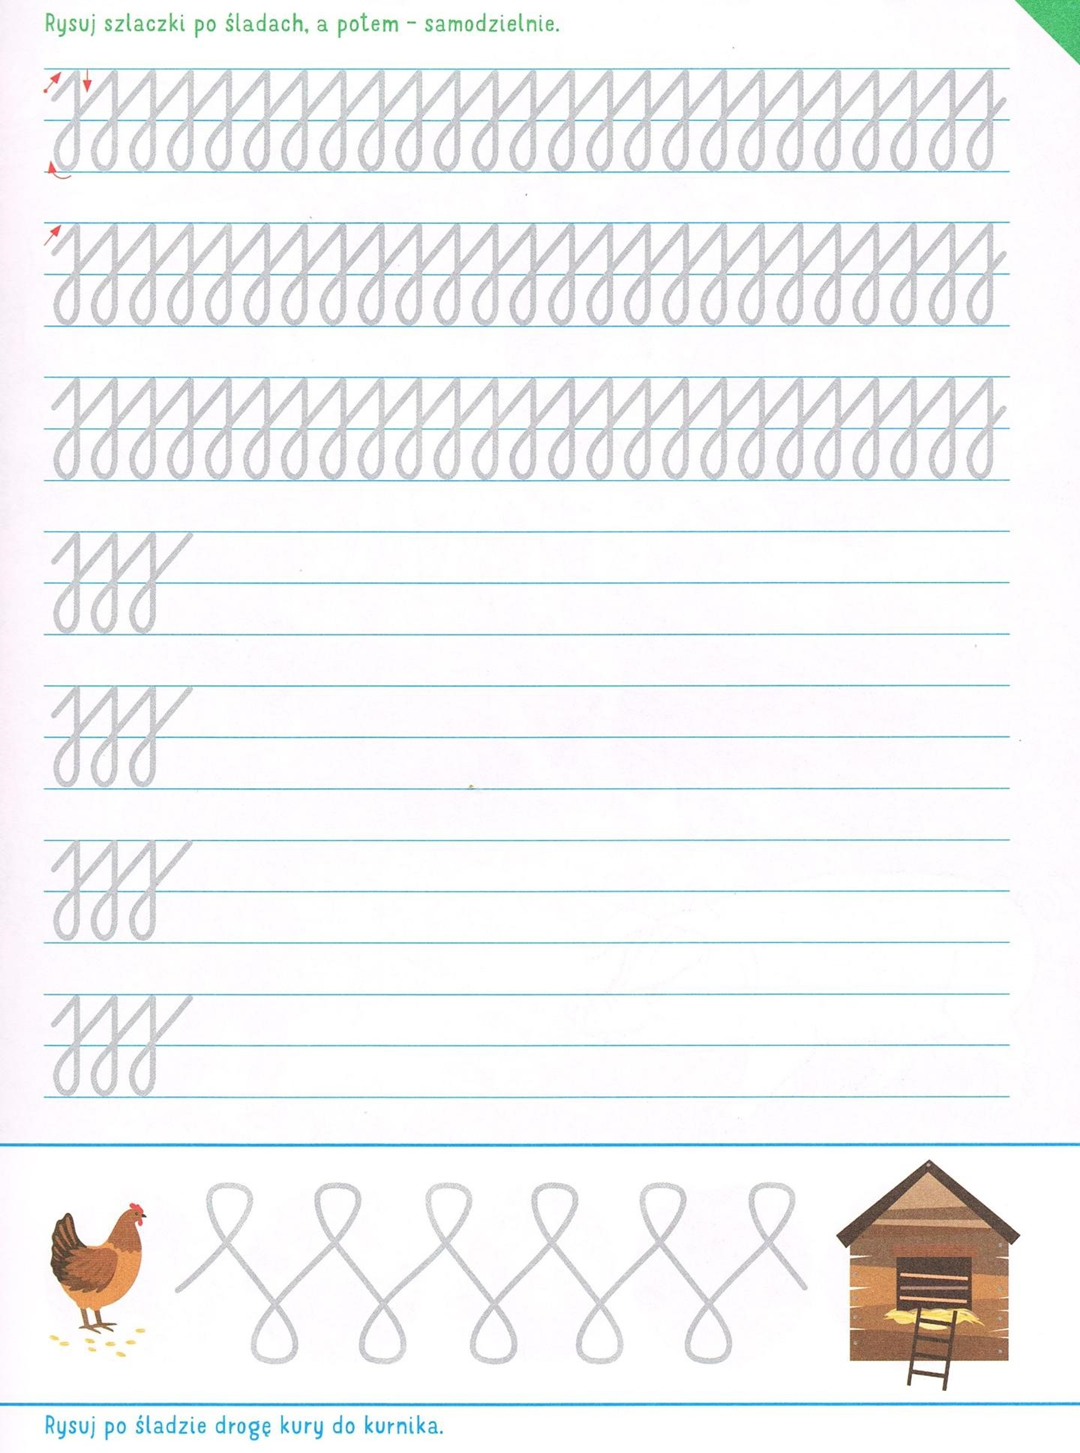 Rysuj szlaczki po śladach, a potem – samodzielnie.
Rysuj po śladzie drogę kury do kurnika.